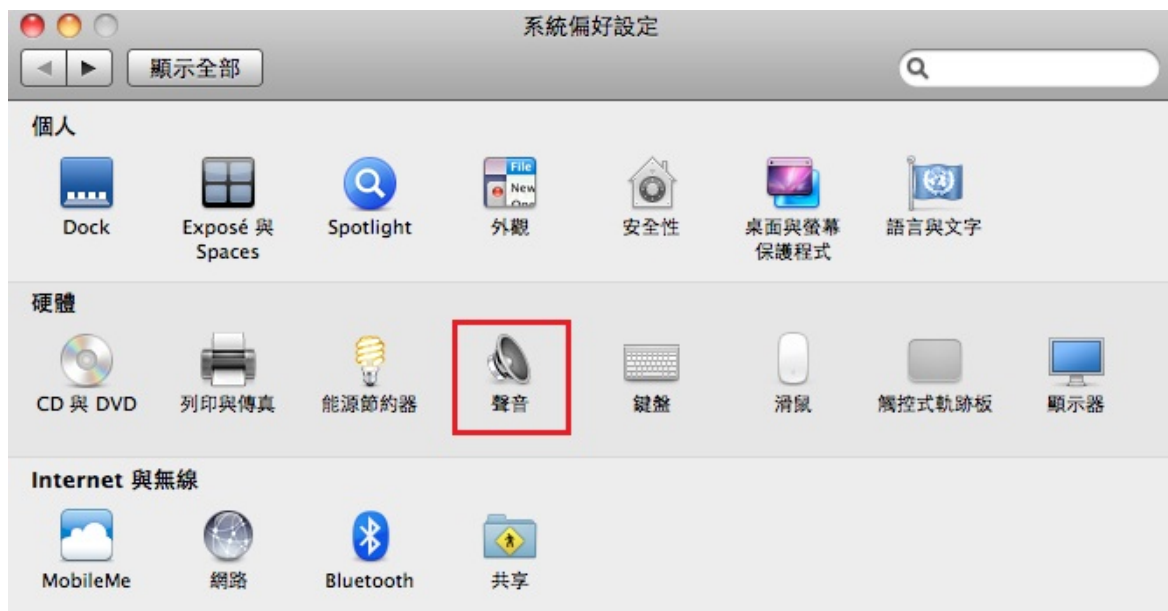 系統偏好設定
顯示全部
個人
File
New
Dock
Exposé 與
Spaces
Spotlight
外觀
安全性
桌面與螢幕
保護程式
語言與文字
硬體
CD 與 DVD
列印與傳真
能源節約器
聲音
鍵盤
滑鼠
觸控式軌跡板
顯示器
Internet 與無線
MobileMe
網路
Bluetooth
共享